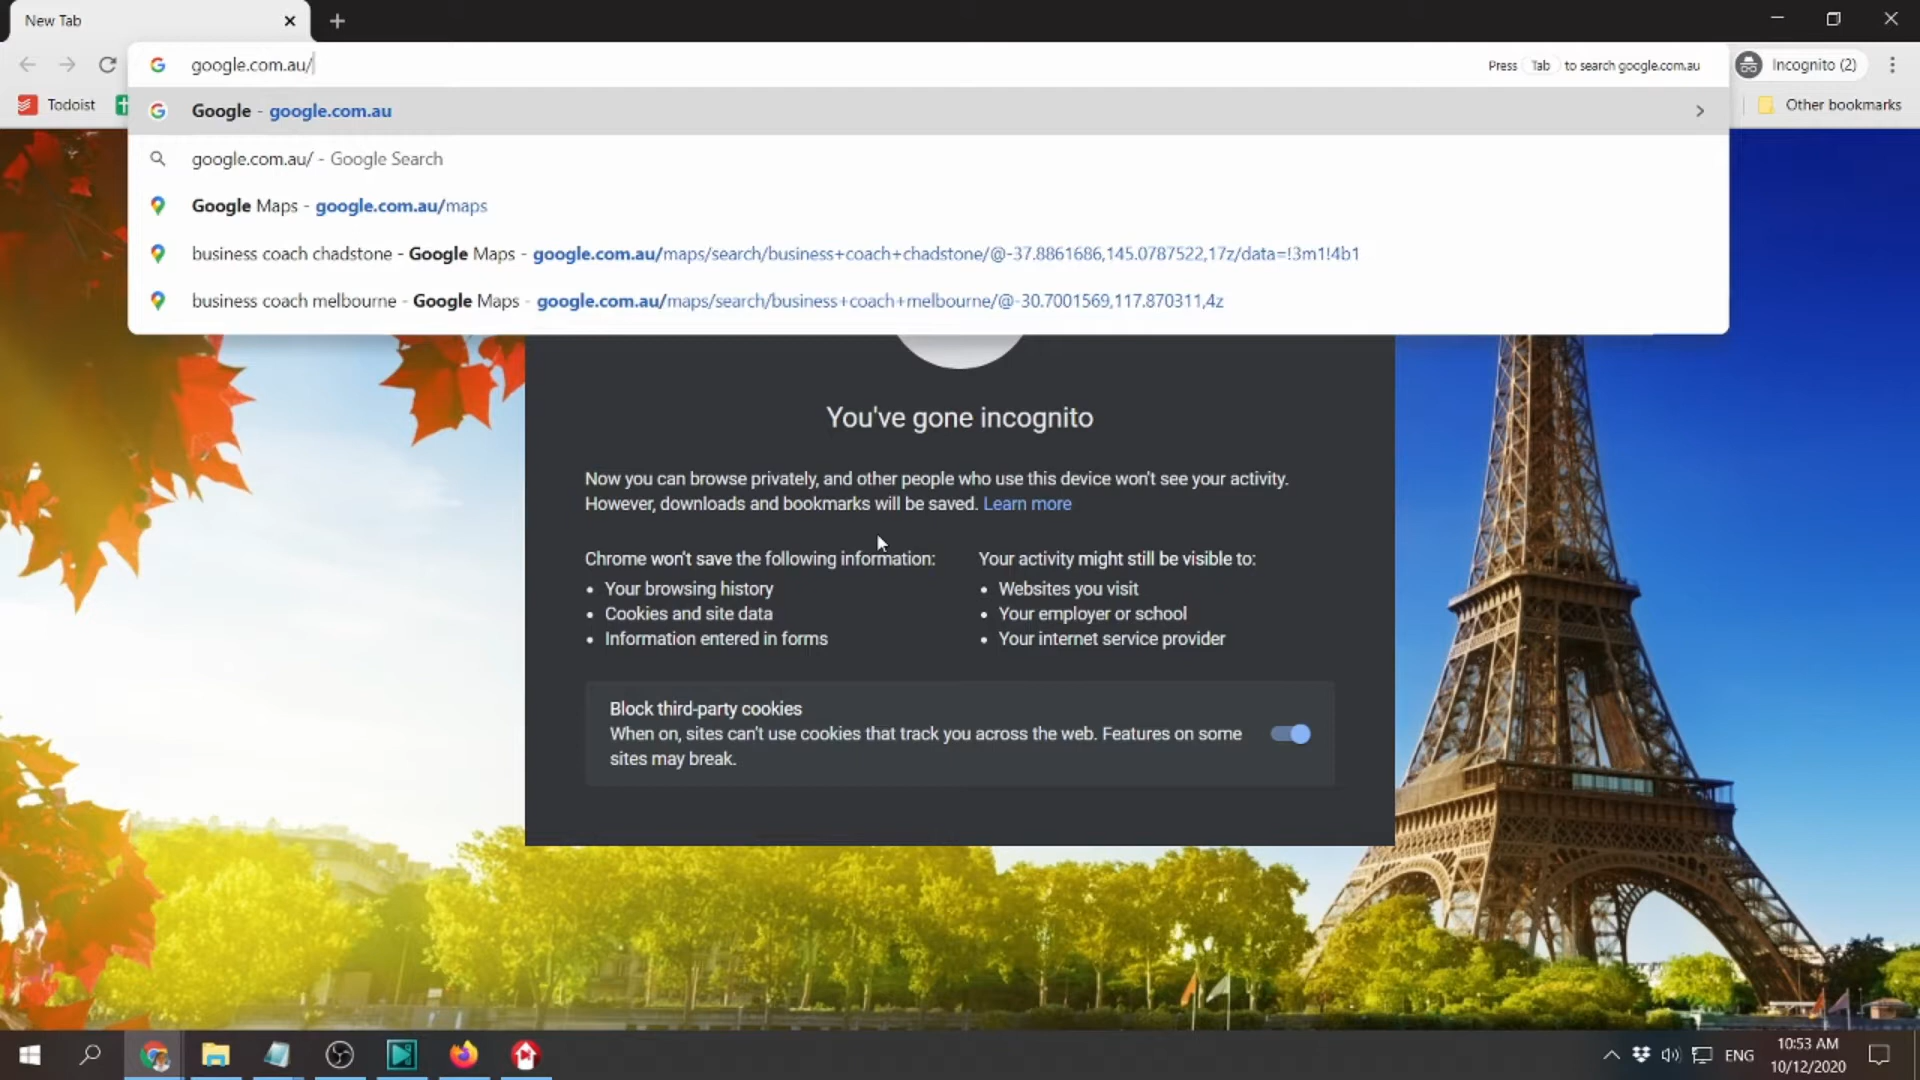 New Tab
google.com.au/
Press Tab to search google.com.au
Incognito (2)
Todoist
Other bookmarks
Google - google.com.au
google.com.au/ - Google Search
Google Maps - google.com.au/maps
business coach chadstone - Google Maps - google.com.au/maps/search/business+coach+chadstone/@-37.8861686,145.0787522,17z/data=!3m1!4b1
business coach melbourne - Google Maps - google.com.au/maps/search/business+coach+melbourne/@-30.7001569,117.870311,4z
You've gone incognito
Now you can browse privately, and other people who use this device won't see your activity.
However, downloads and bookmarks will be saved. Learn more
Chrome won't save the following information:
• Your browsing history
• Cookies and site data
• Information entered in forms
Your activity might still be visible to:
• Websites you visit
• Your employer or school
• Your internet service provider
Block third-party cookies
When on, sites can't use cookies that track you across the web. Features on some
sites may break.
ENG
10:53 AM
10/12/2020